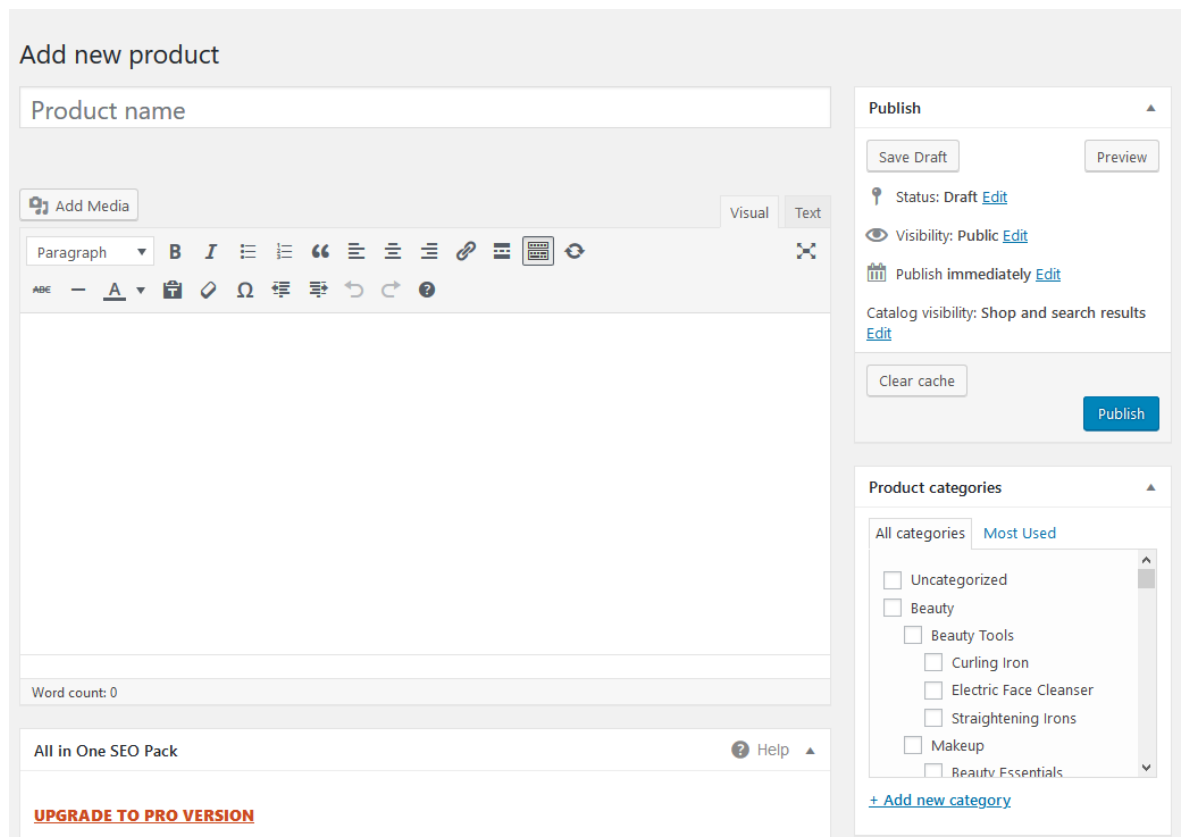 Add new product
Product name
Add Media
Visual
Text
Paragraph
B I
ABC A T Ω ?
Word count: 0
All in One SEO Pack
? Help
UPGRADE TO PRO VERSION
Publish
Save Draft
Preview
Status: Draft Edit
Visibility: Public Edit
Publish immediately Edit
Catalog visibility: Shop and search results
Edit
Clear cache
Publish
Product categories
All categories
Most Used
Uncategorized
Beauty
Beauty Tools
Curling Iron
Electric Face Cleanser
Straightening Irons
Makeup
Beauty Essentials
+ Add new category